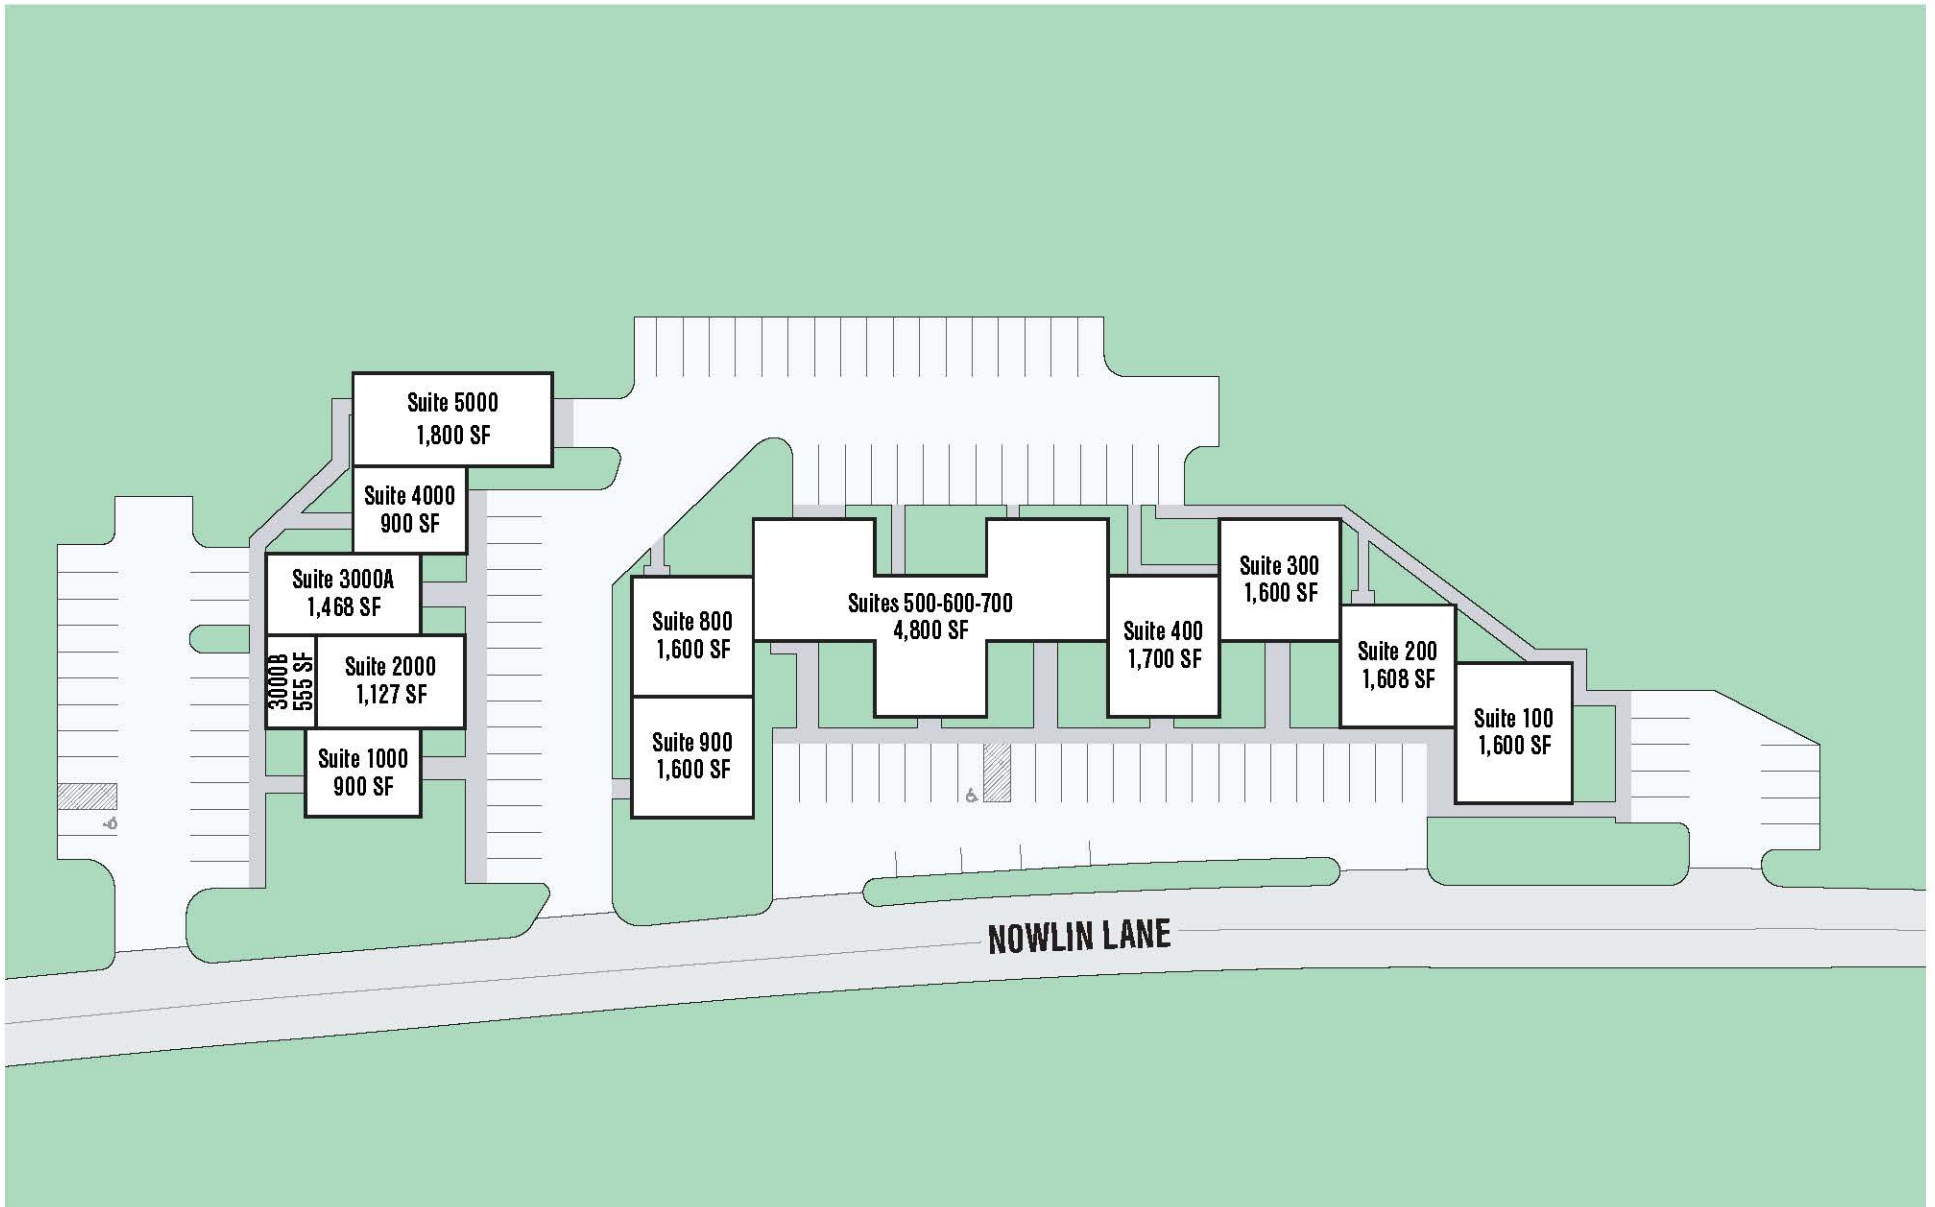 Suite 5000
1,800 SF
Suite 4000
900 SF
Suite 3000A
1,468 SF
3000B
555 SF
Suite 2000
1,127 SF
Suite 1000
900 SF
Suite 800
1,600 SF
Suite 900
1,600 SF
Suites 500-600-700
4,800 SF
Suite 400
1,700 SF
Suite 300
1,600 SF
Suite 200
1,608 SF
Suite 100
1,600 SF
NOWLIN LANE